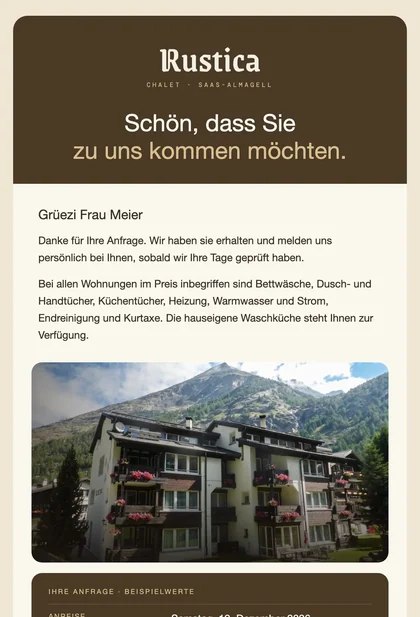 Rustica
CHALET · SAAS-ALMAGELL
Schön, dass Sie
zu uns kommen möchten.
Grüezi Frau Meier
Danke für Ihre Anfrage. Wir haben sie erhalten und melden uns
persönlich bei Ihnen, sobald wir Ihre Tage geprüft haben.
Bei allen Wohnungen im Preis inbegriffen sind Bettwäsche, Dusch- und
Handtücher, Küchentücher, Heizung, Warmwasser und Strom,
Endreinigung und Kurtaxe. Die hauseigene Waschküche steht Ihnen zur
Verfügung.
IHRE ANFRAGE · BEISPIELWERTE
ANREISE